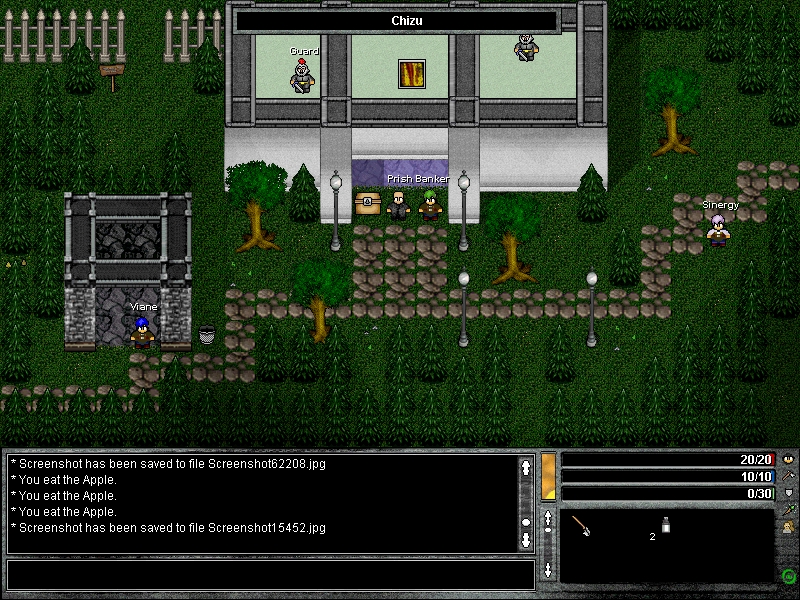 Chizu
Guard
Prish Banker
Sinergy
Viane
* Screenshot has been saved to file Screenshot62208.jpg
* You eat the Apple.
* You eat the Apple.
* You eat the Apple.
* Screenshot has been saved to file Screenshot15452.jpg
20/20
10/10
0/30
2